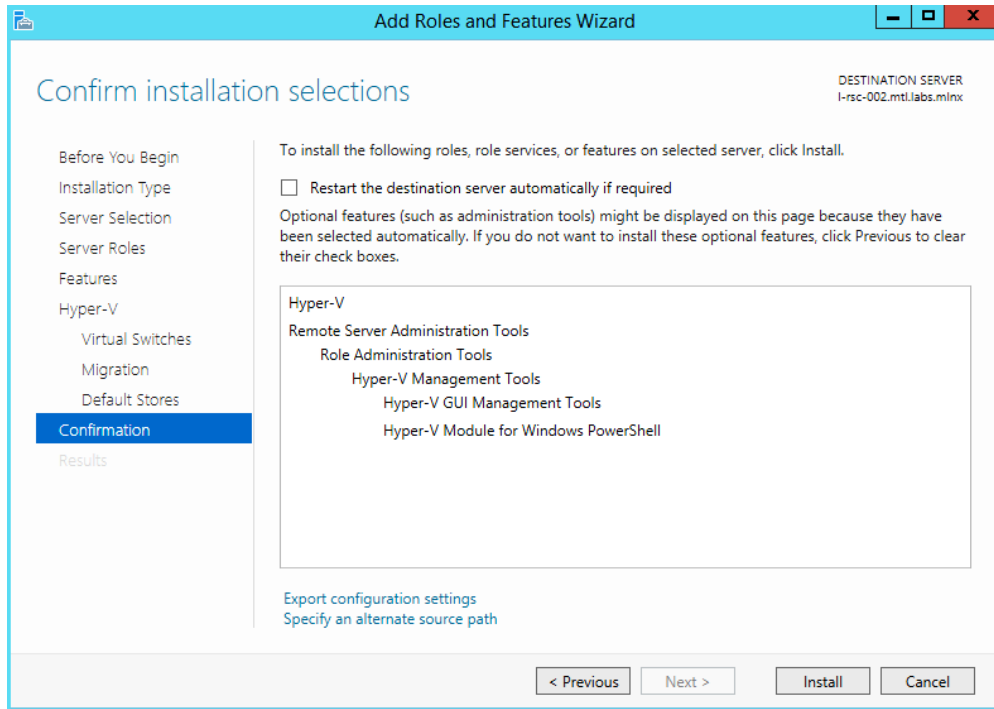 Add Roles and Features Wizard
Confirm installation selections
DESTINATION SERVER
l-rsc-002.mtl.labs.mlnx
Before You Begin
Installation Type
Server Selection
Server Roles
Features
Hyper-V
Virtual Switches
Migration
Default Stores
Confirmation
Results
To install the following roles, role services, or features on selected server, click Install.
Restart the destination server automatically if required
Optional features (such as administration tools) might be displayed on this page because they have
been selected automatically. If you do not want to install these optional features, click Previous to clear
their check boxes.
Hyper-V
Remote Server Administration Tools
Role Administration Tools
Hyper-V Management Tools
Hyper-V GUI Management Tools
Hyper-V Module for Windows PowerShell
Export configuration settings
Specify an alternate source path
< Previous
Next >
Install
Cancel